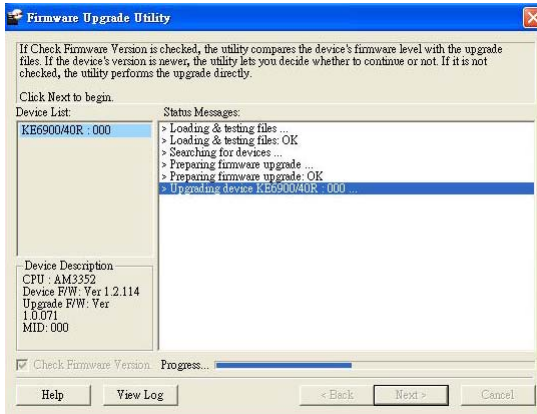 Firmware Upgrade Utility
If Check Firmware Version is checked, the utility compares the device's firmware level with the upgrade
files. If the device's version is newer, the utility lets you decide whether to continue or not. If it is not
checked, the utility performs the upgrade directly.
Click Next to begin.
Device List:
KE6900/40R : 000
Status Messages:
> Loading & testing files ...
> Loading & testing files: OK
> Searching for devices ...
> Preparing firmware upgrade ...
> Preparing firmware upgrade: OK
> Upgrading device KE6900/40R : 000 ...
Device Description
CPU : AM3352
Device F/W: Ver 1.2.114
Upgrade F/W: Ver
1.0.071
MID: 000
Check Firmware Version
Progress...
Help
View Log
< Back
Next >
Cancel